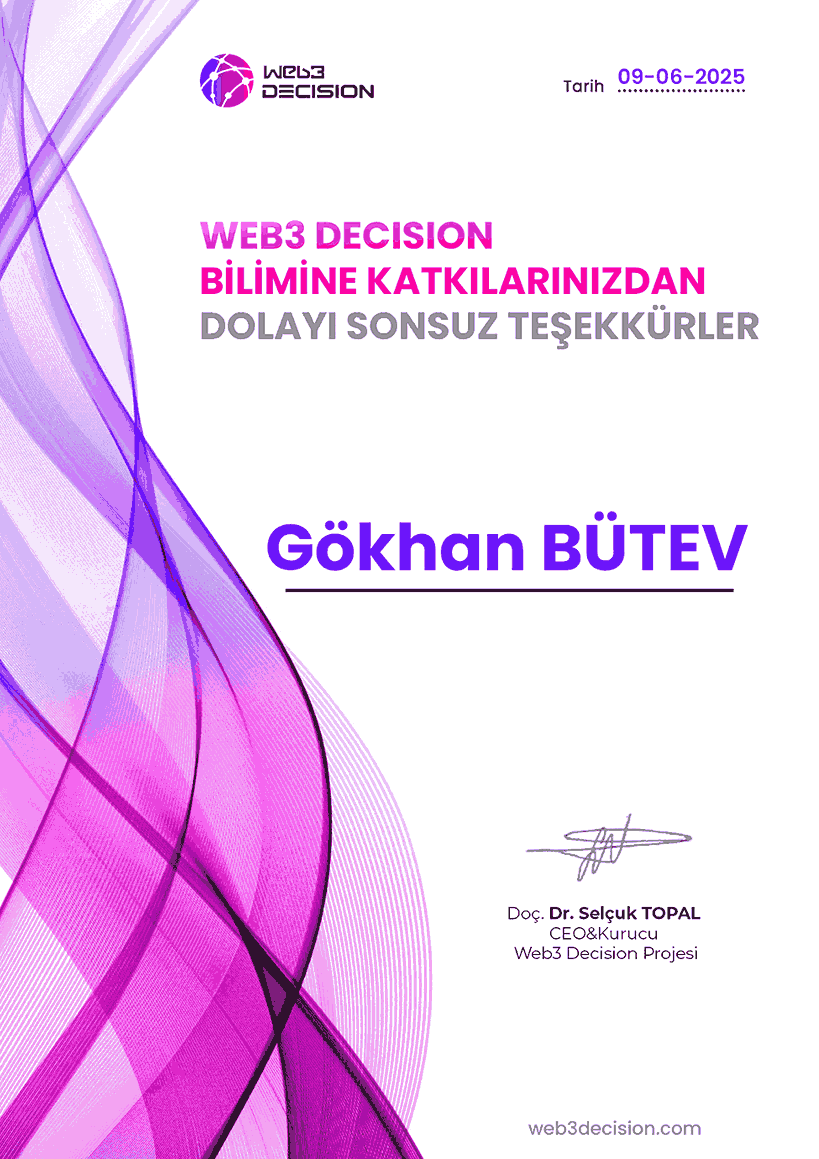 Web3
DECISION
Tarih 09-06-2025
WEB3 DECISION
BİLİMİNE KATKILARINIZDAN
DOLAYI SONSUZ TEŞEKKÜRLER
Gökhan BÜTEV
Doç. Dr. Selçuk TOPAL
CEO&Kurucu
Web3 Decision Projesi
web3decision.com